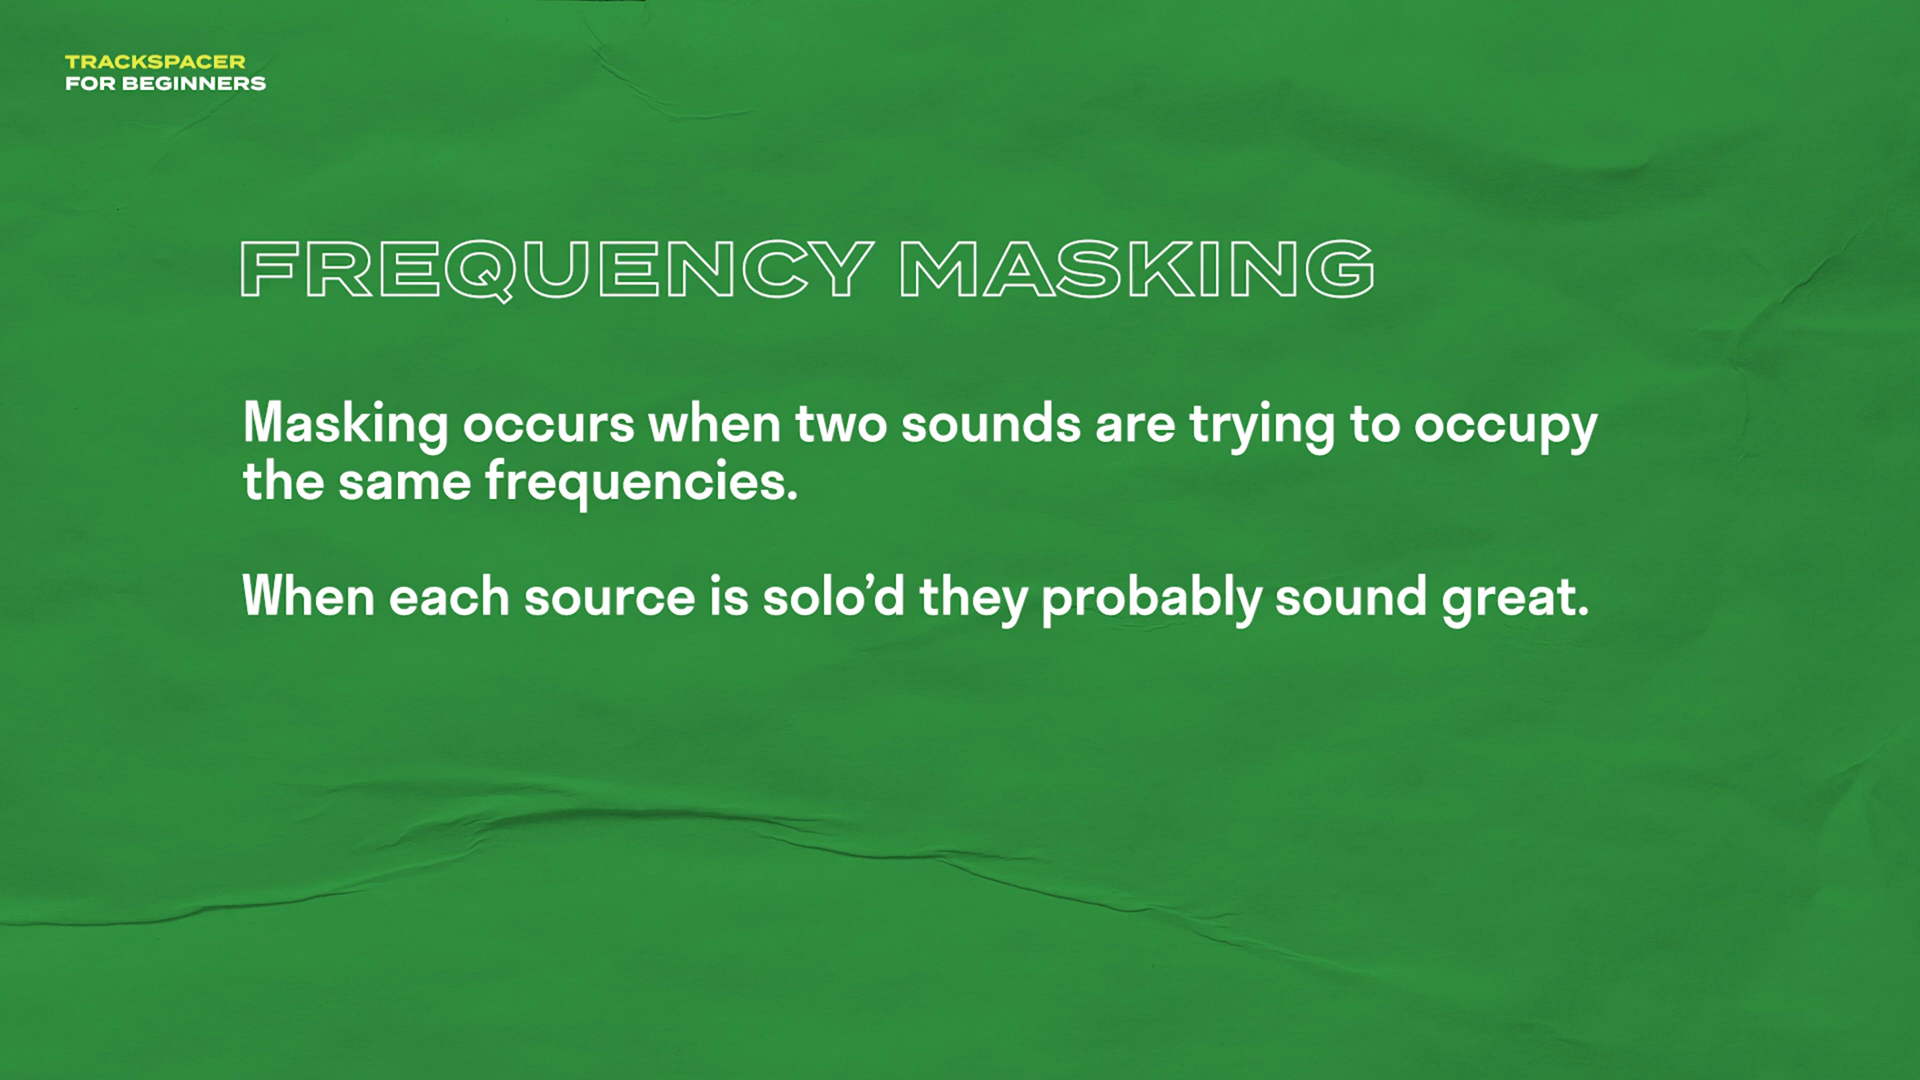 TRACKSPACER
FOR BEGINNERS
FREQUENCY MASKING
Masking occurs when two sounds are trying to occupy
the same frequencies.
When each source is solo’d they probably sound great.